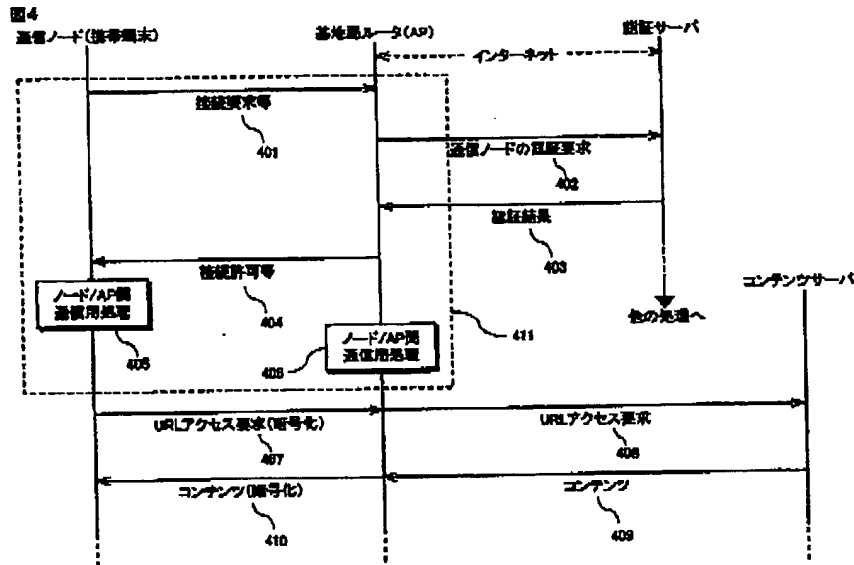 図4
通信ノード(携帯端末)
基地局ルータ(AP)
認証サーバ
インターネット
接続要求等
401
通信ノードの認証要求
402
認証結果
403
接続許可等
404
コンテンツサーバ
ノード/AP間
通信用処理
405
他の処理へ
411
ノード/AP間
通信用処理
406
URLアクセス要求(暗号化)
407
URLアクセス要求
408
コンテンツ(暗号化)
410
コンテンツ
409